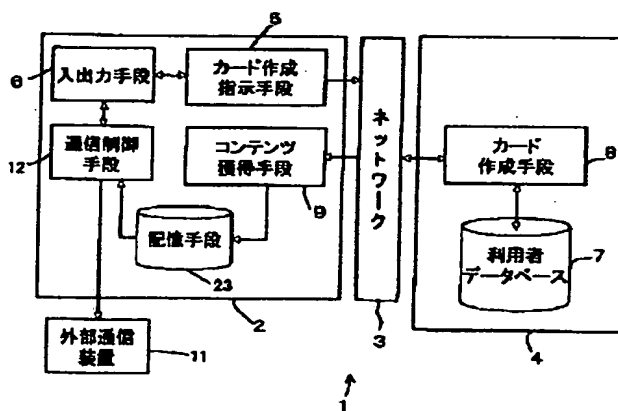 5
6
入出力手段
カード作成
指示手段
12
通信制御
手段
コンテンツ
獲得手段
9
記憶手段
23
2
外部通信
装置
11
ネットワーク
3
カード
作成手段
8
利用者
データベース
7
4
1